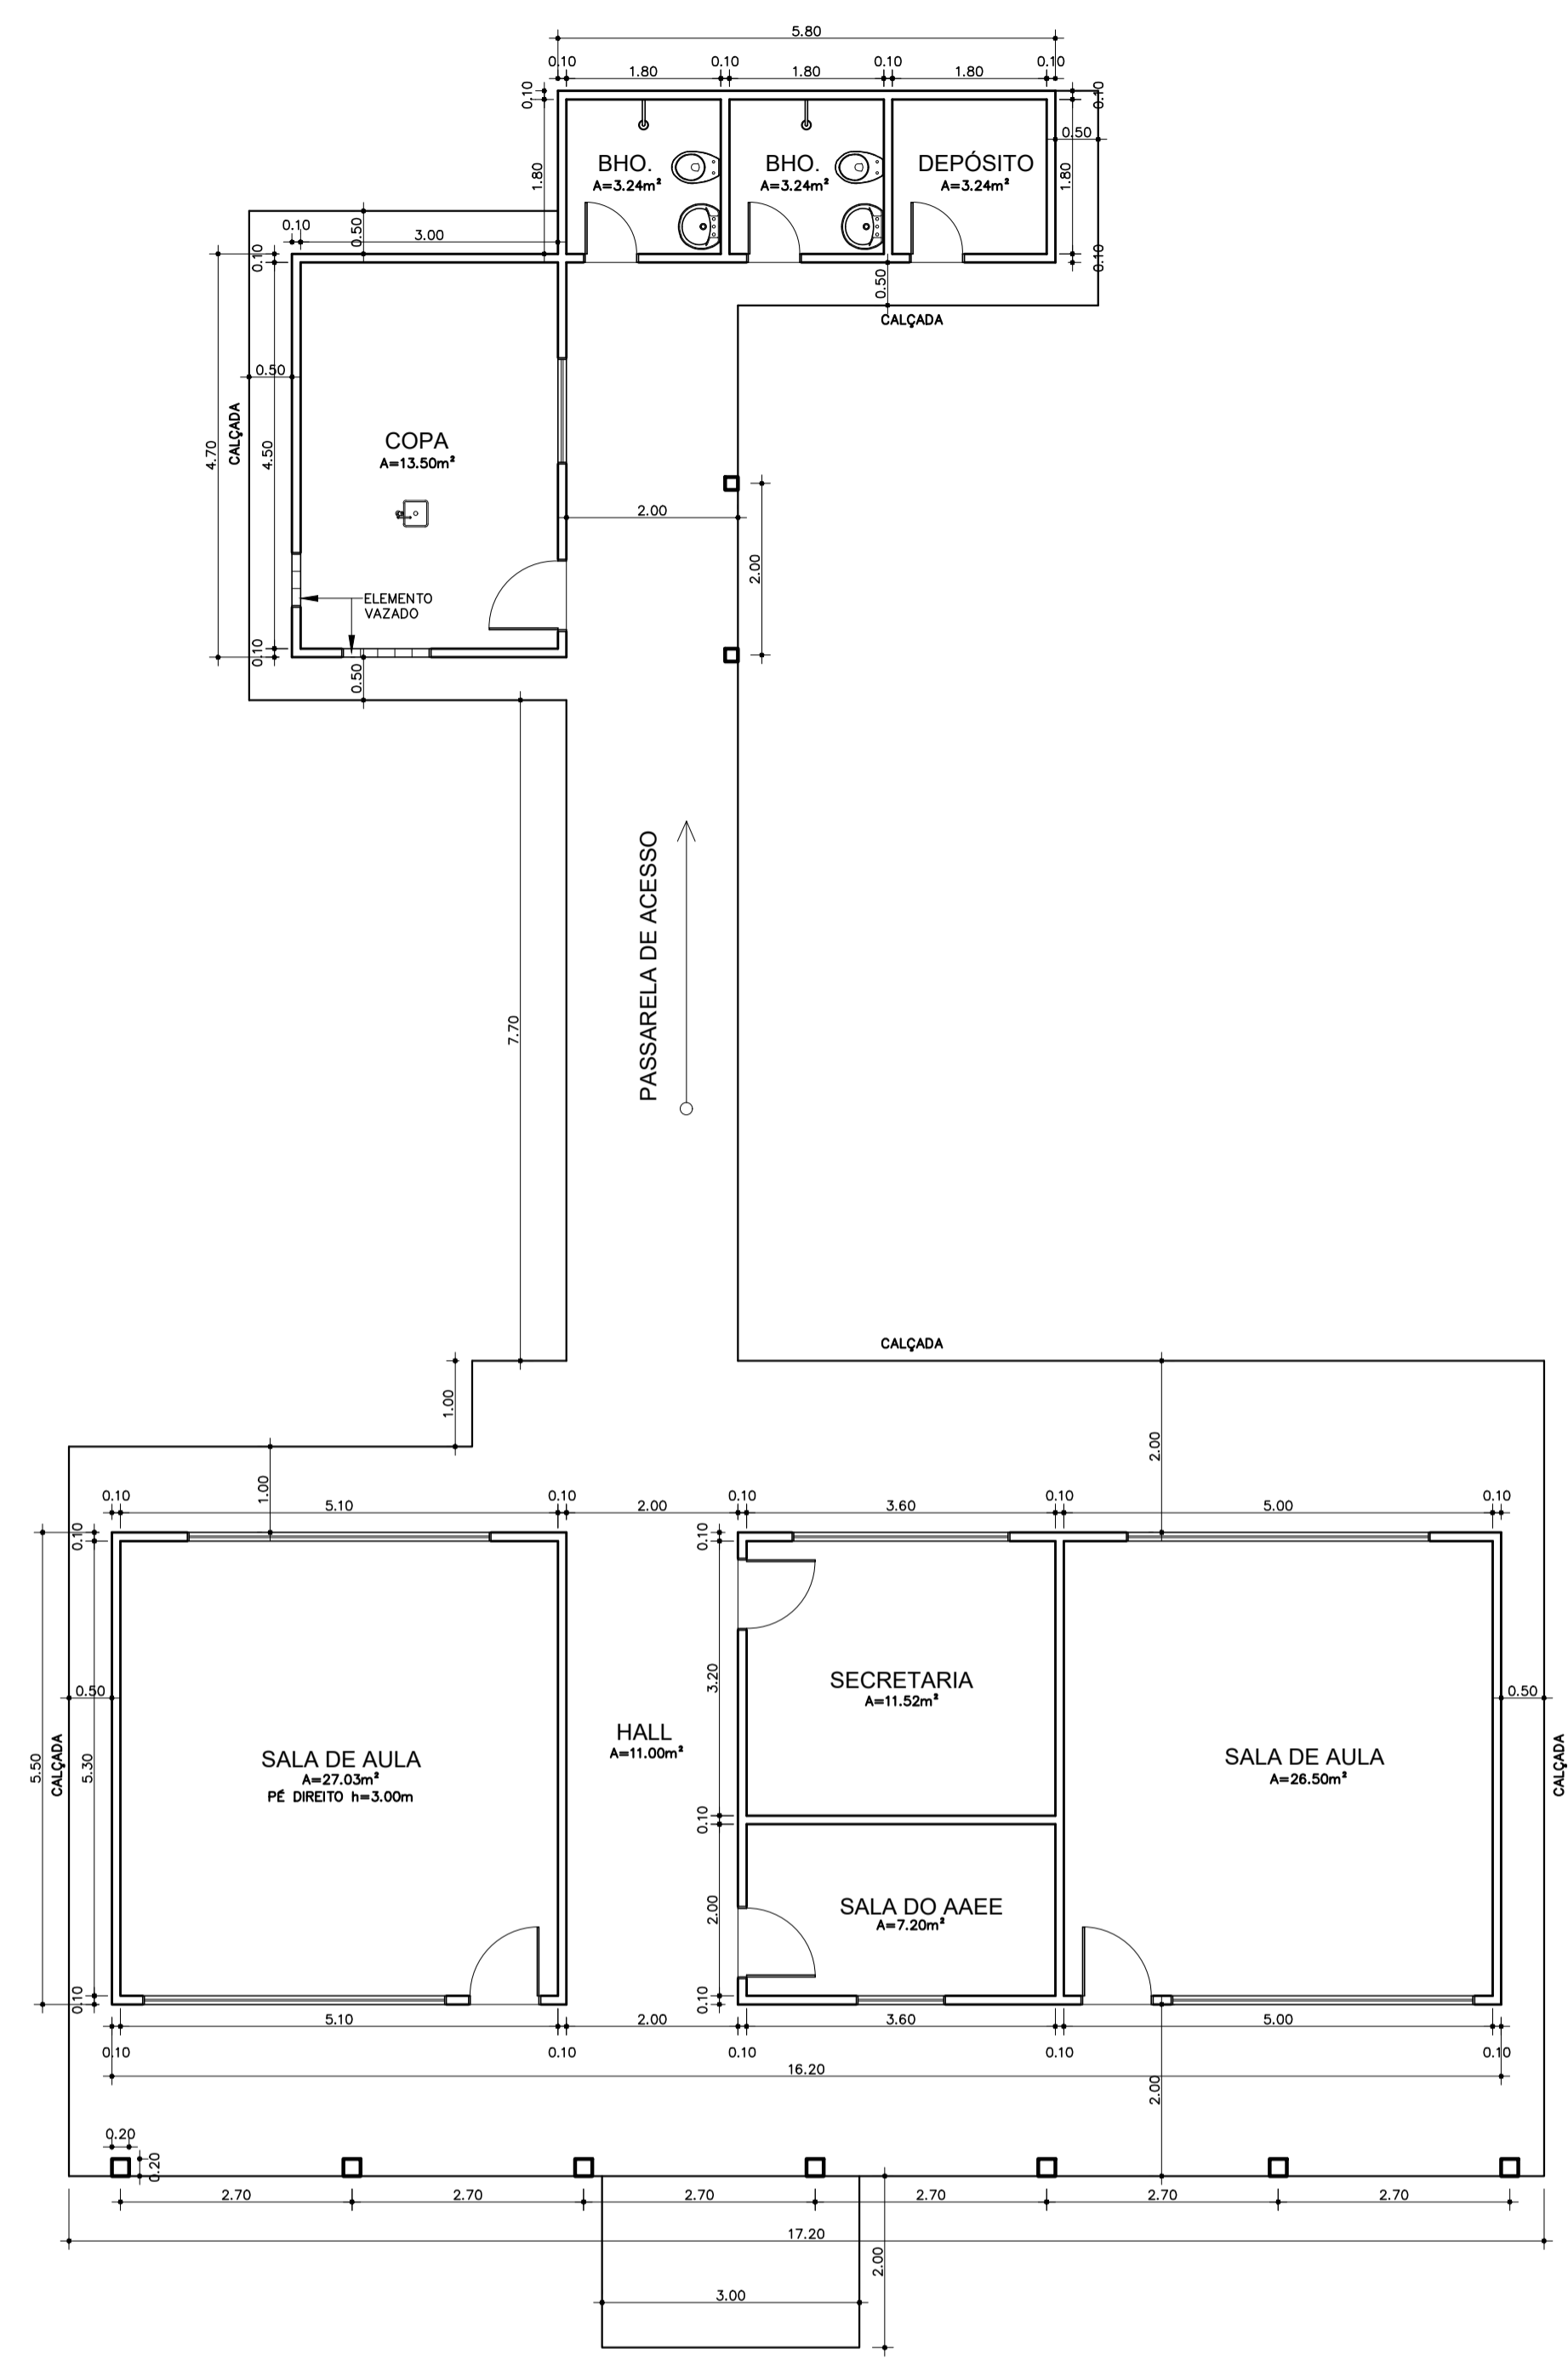 5.80
0.10 0.10 0.10 0.10
1.80 1.80 1.80
0.10
0.10
0.50
BHO.
A=3.24m²
BHO.
A=3.24m²
DEPÓSITO
A=3.24m²
1.80
1.80
0.10
0.50
3.00
0.10
0.10
0.50
CALÇADA
0.50
CALÇADA
4.70
4.50
COPA
A=13.50m²
2.00
2.00
ELEMENTO
VAZADO
0.10
0.50
PASSARELA DE ACESSO
7.70
CALÇADA
1.00
2.00
1.00
0.10 0.10 0.10 0.10 0.10
5.10 2.00 3.60 5.00
0.10
0.10
3.20
SECRETARIA
A=11.52m²
0.50
0.50
HALL
A=11.00m²
SALA DE AULA
A=27.03m²
PÉ DIREITO h=3.00m
SALA DE AULA
A=26.50m²
5.50
CALÇADA
5.30
CALÇADA
0.10
2.00
SALA DO AAEE
A=7.20m²
0.10
0.10
5.10 2.00 3.60 5.00
0.10 0.10 0.10 0.10 0.10
16.20
2.00
0.20
0.20
2.70 2.70 2.70 2.70 2.70 2.70
17.20
2.00
3.00